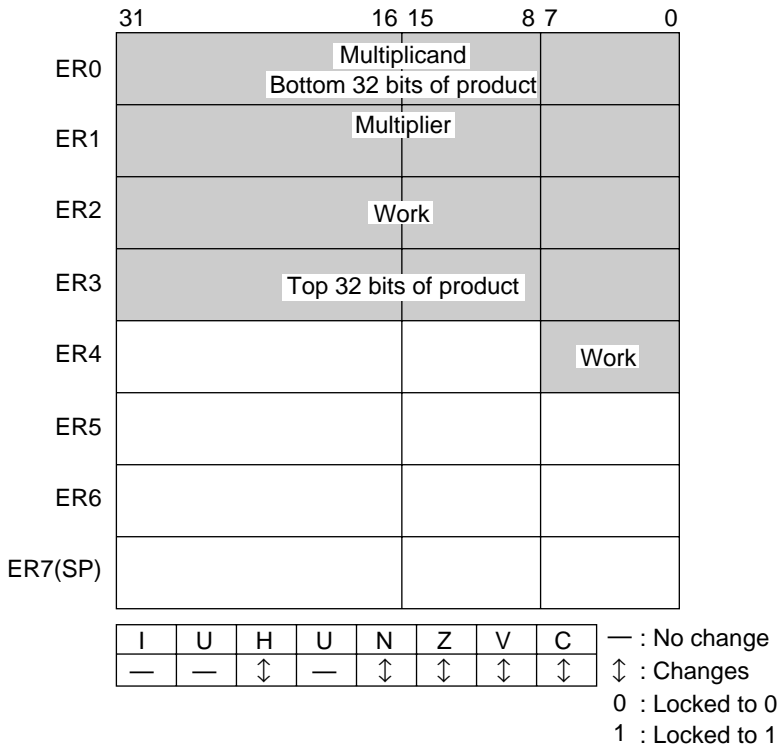 31 16 15 8 7 0
ER0 Multiplicand
Bottom 32 bits of product
ER1 Multiplier
ER2 Work
ER3 Top 32 bits of product
ER4 Work
ER5
ER6
ER7(SP)
I U H U N Z V C — : No change
— — ↕ — ↕ ↕ ↕ ↕ ↕ : Changes
0 : Locked to 0
1 : Locked to 1